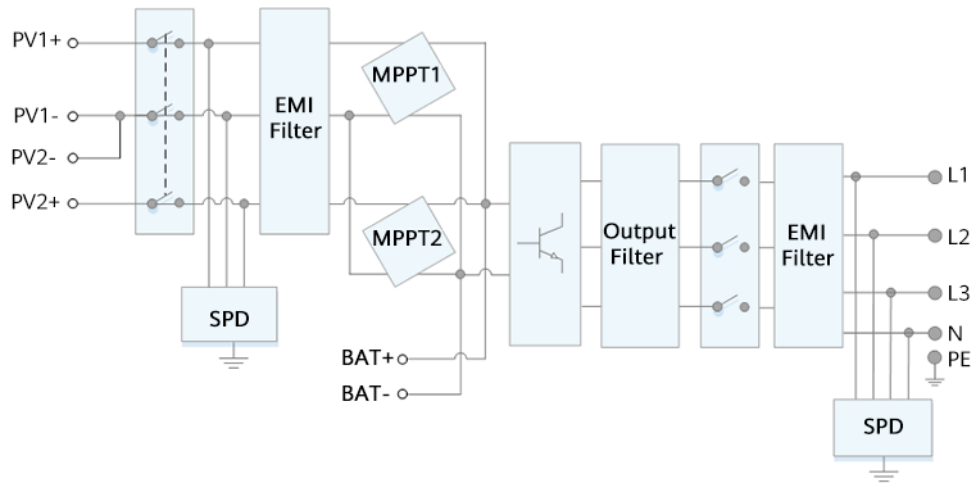 PV1+
PV1-
PV2-
PV2+
EMI
Filter
MPPT1
MPPT2
SPD
BAT+
BAT-
Output
Filter
EMI
Filter
L1
L2
L3
N
PE
SPD